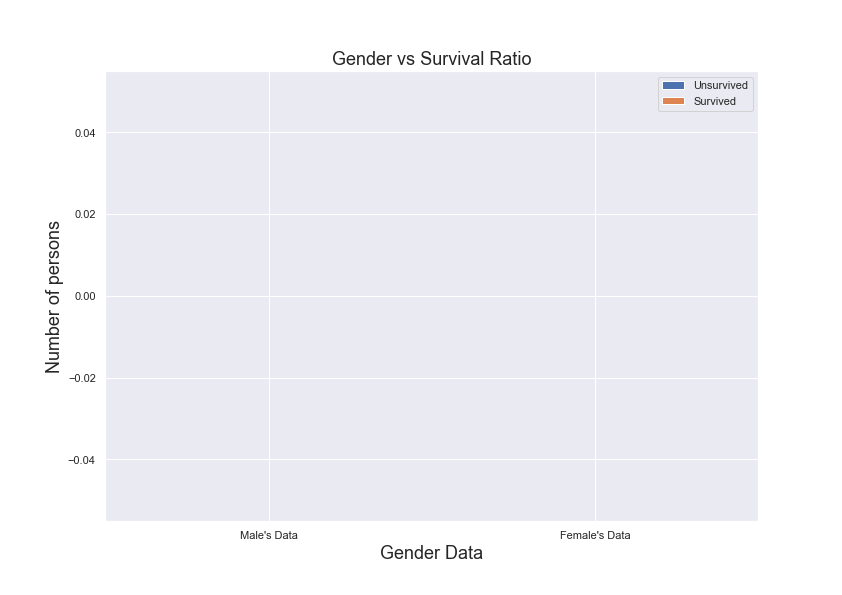 Gender vs Survival Ratio
Unsurvived
Survived
0.04
0.02
0.00
−0.02
−0.04
Number of persons
Male's Data
Female's Data
Gender Data